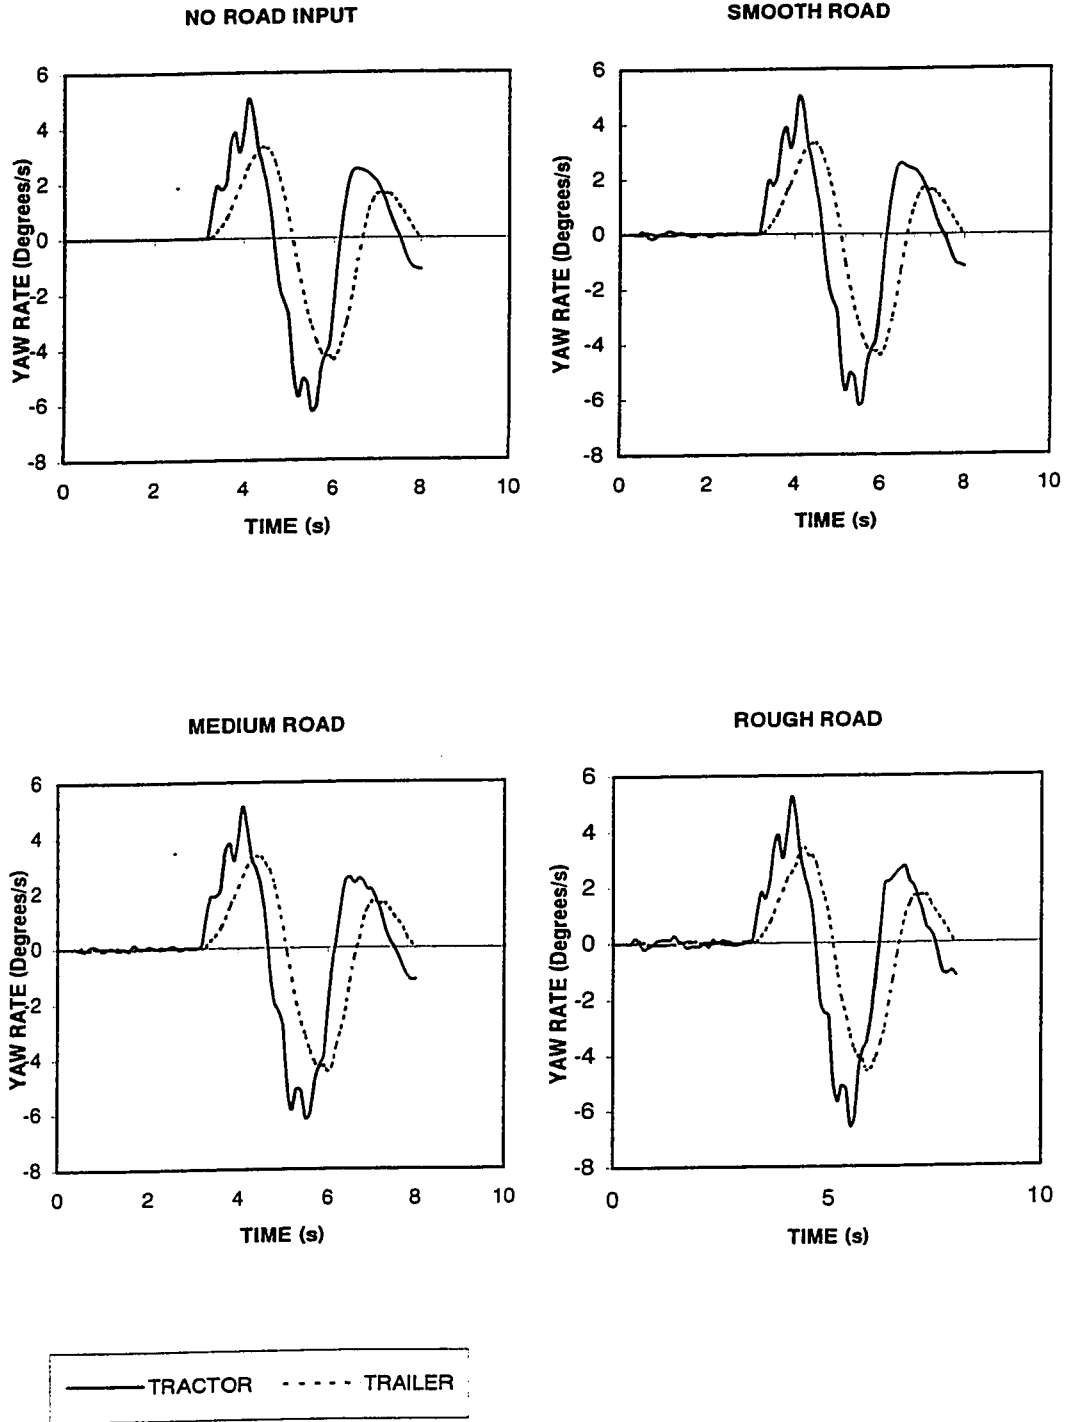 NO ROAD INPUT
6
4
2
0
-2
-4
-6
-8
YAW RATE (Degrees/s)
0 2 4 6 8 10
TIME (s)
SMOOTH ROAD
6
4
2
0
-2
-4
-6
-8
YAW RATE (Degrees/s)
0 2 4 6 8 10
TIME (s)
MEDIUM ROAD
6
4
2
0
-2
-4
-6
-8
YAW RATE (Degrees/s)
0 2 4 6 8 10
TIME (s)
ROUGH ROAD
6
4
2
0
-2
-4
-6
-8
YAW RATE (Degrees/s)
0 5 10
TIME (s)
TRACTOR TRAILER